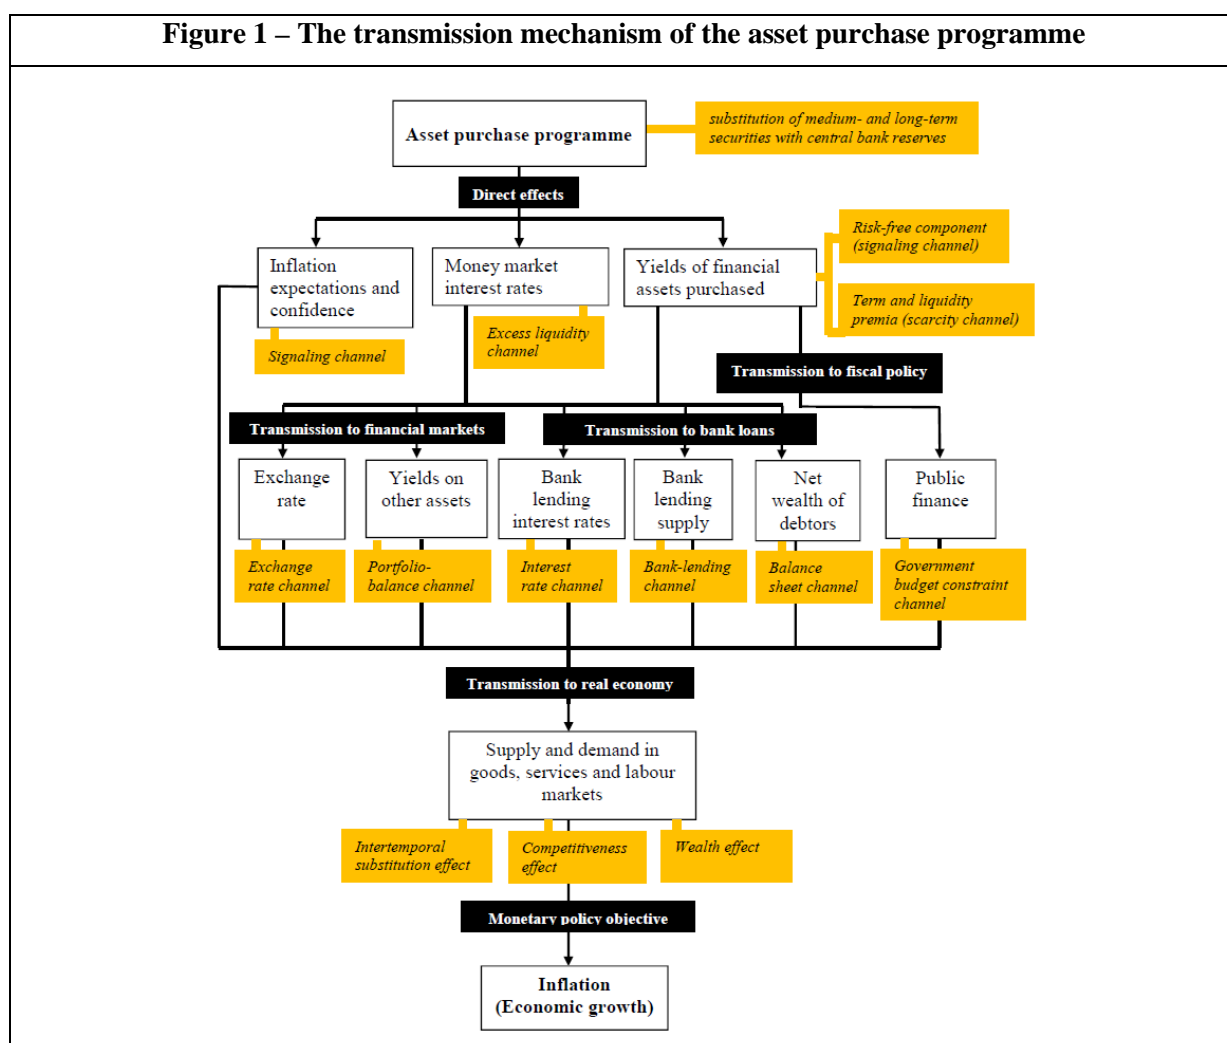 Figure 1 – The transmission mechanism of the asset purchase programme
Asset purchase programme
substitution of medium- and long-term
securities with central bank reserves
Direct effects
Inflation
expectations and
confidence
Signaling channel
Money market
interest rates
Excess liquidity
channel
Yields of financial
assets purchased
Risk-free component
(signaling channel)
Term and liquidity
premia (scarcity channel)
Transmission to fiscal policy
Transmission to financial markets
Transmission to bank loans
Exchange
rate
Exchange
rate channel
Yields on
other assets
Portfolio-
balance channel
Bank
lending
interest rates
Interest
rate channel
Bank
lending
supply
Bank-lending
channel
Net
wealth of
debtors
Balance
sheet channel
Public
finance
Government
budget constraint
channel
Transmission to real economy
Supply and demand in
goods, services and labour
markets
Intertemporal
substitution effect
Competitiveness
effect
Wealth effect
Monetary policy objective
Inflation
(Economic growth)